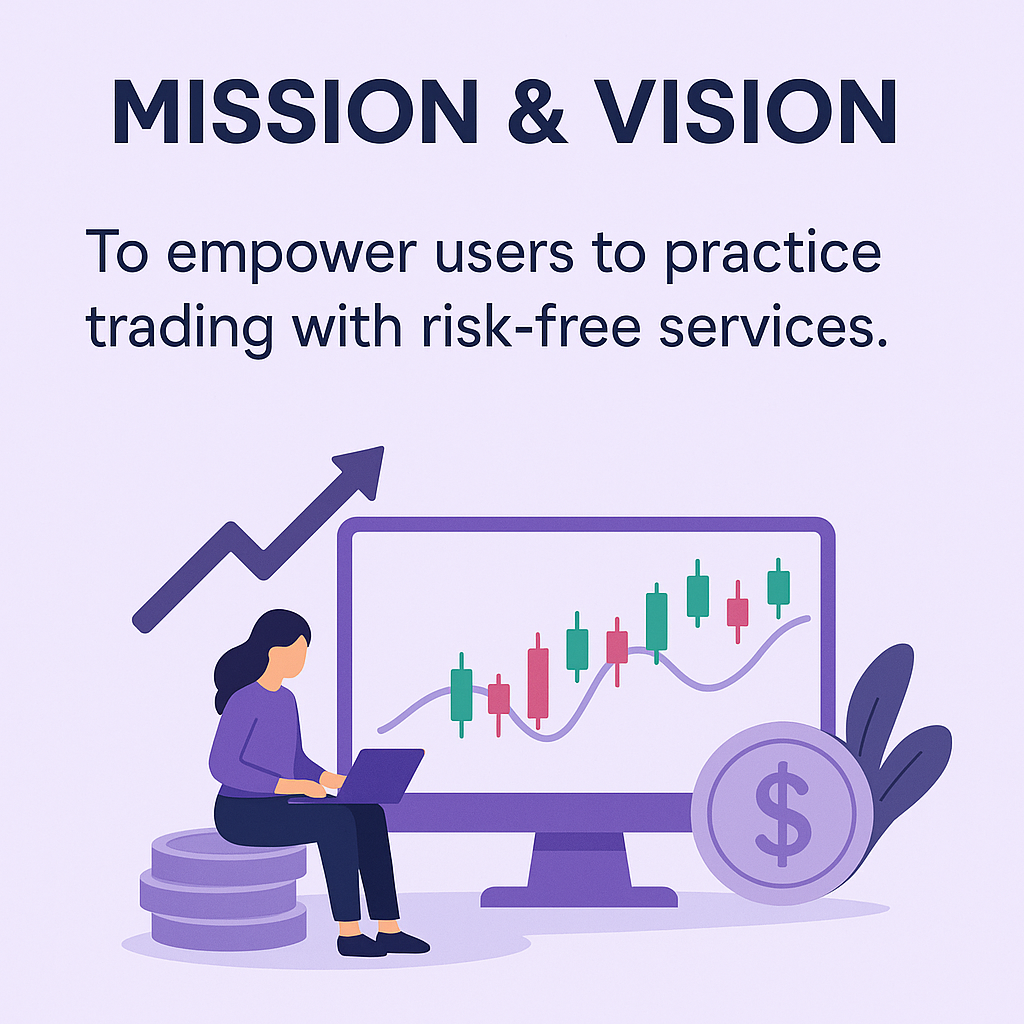 MISSION & VISION
To empower users to practice
trading with risk-free services.
$